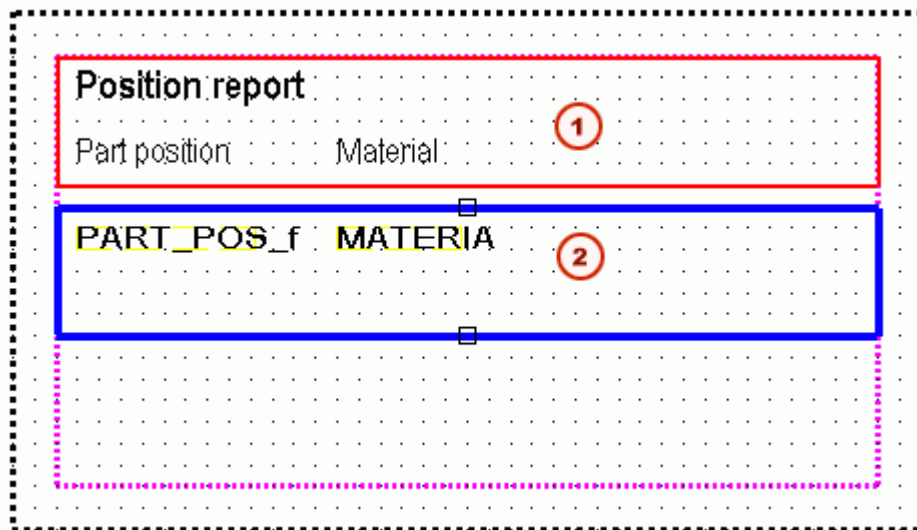 Position report
1
Part position Material
PART_POS_f MATERIA
2